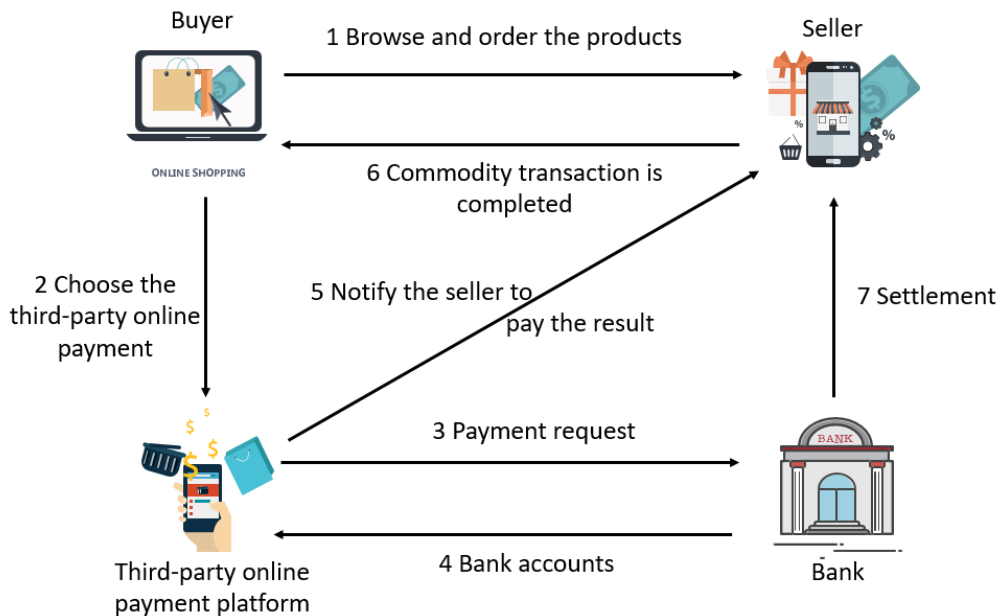 Buyer
1 Browse and order the products
Seller
%
%
ONLINE SHOPPING
6 Commodity transaction is
completed
2 Choose the
third-party online
payment
5 Notify the seller to
pay the result
7 Settlement
$
$
$
$
3 Payment request
BANK
4 Bank accounts
Third-party online
payment platform
Bank